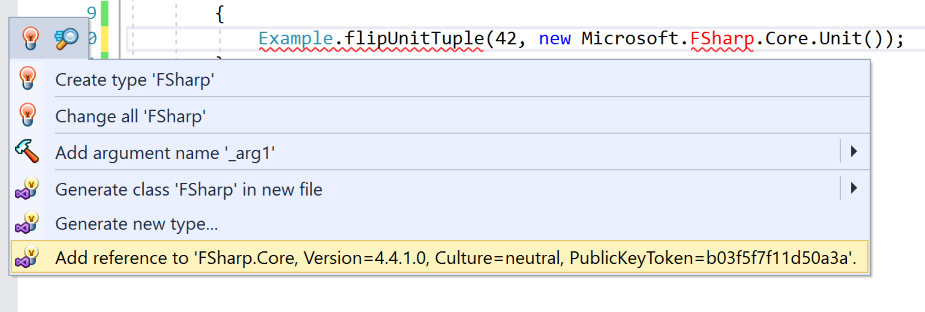 9
{
0
Example.flipUnitTuple(42, new Microsoft.FSharp.Core.Unit());
Create type 'FSharp'
Change all 'FSharp'
Add argument name '_arg1'
Generate class 'FSharp' in new file
Generate new type...
Add reference to 'FSharp.Core, Version=4.4.1.0, Culture=neutral, PublicKeyToken=b03f5f7f11d50a3a'.